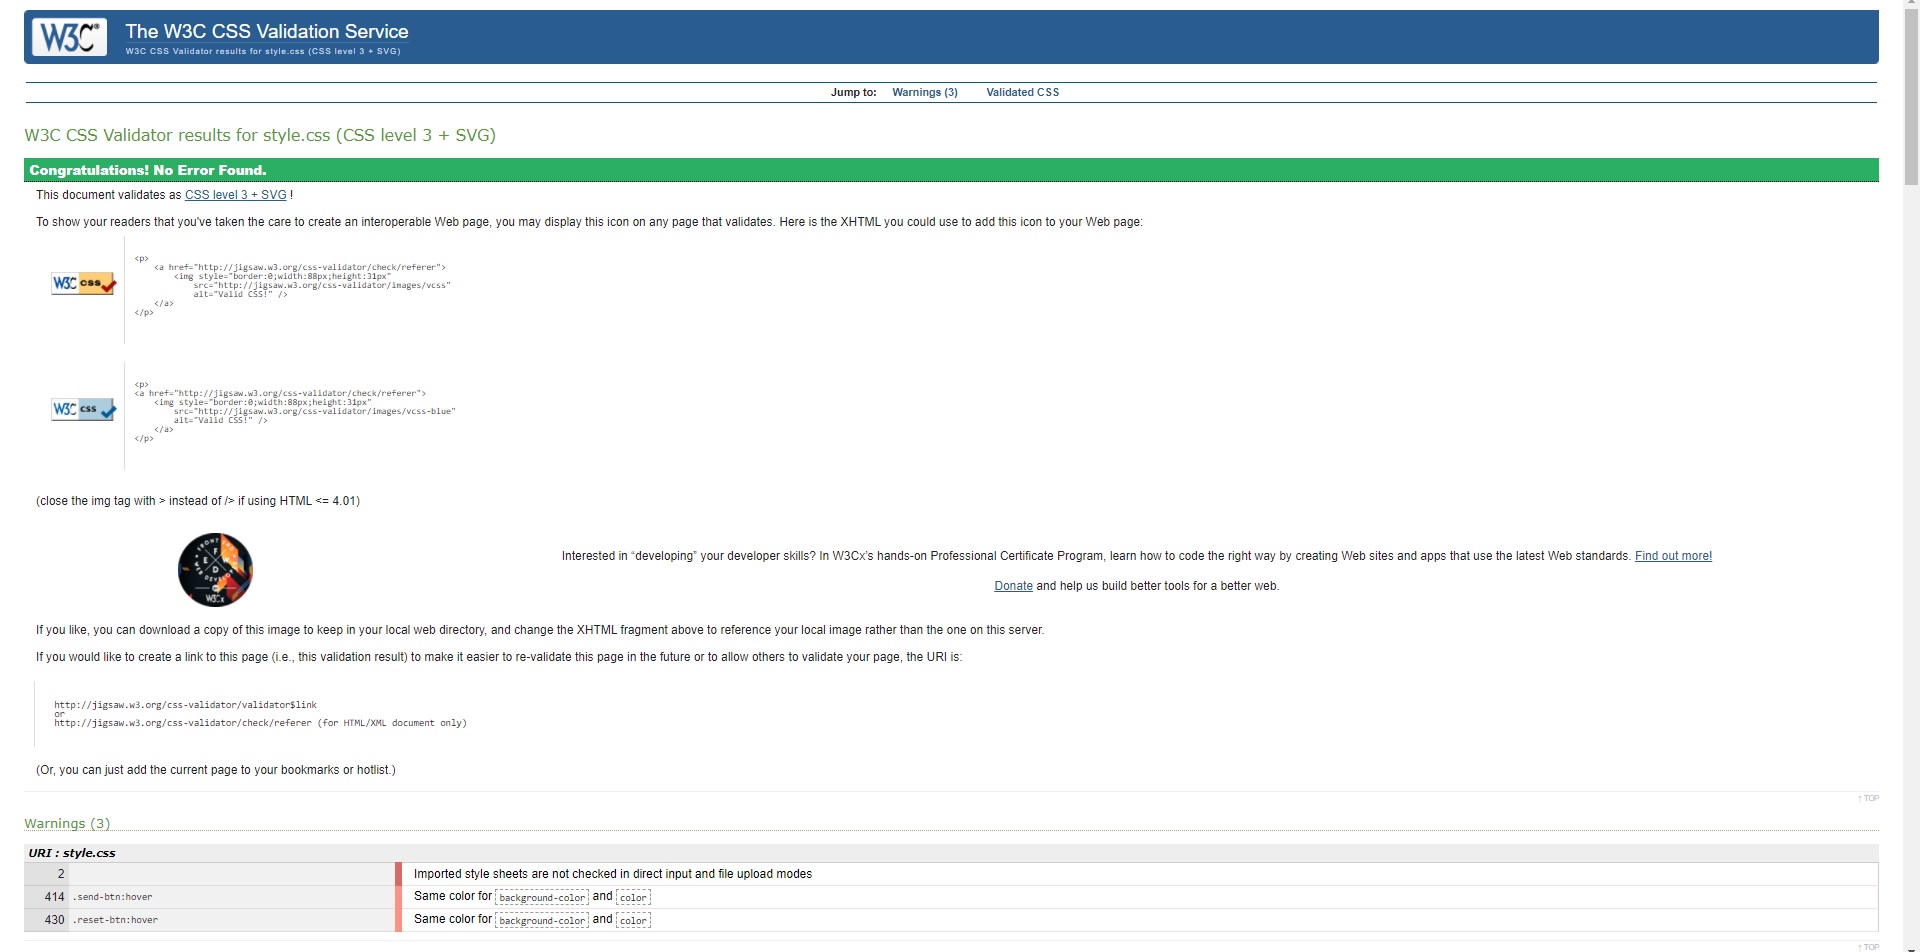 W3C®
The W3C CSS Validation Service
W3C CSS Validator results for style.css (CSS level 3 + SVG)
Jump to: Warnings (3) Validated CSS
W3C CSS Validator results for style.css (CSS level 3 + SVG)
Congratulations! No Error Found.
This document validates as CSS level 3 + SVG !
To show your readers that you've taken the care to create an interoperable Web page, you may display this icon on any page that validates. Here is the XHTML you could use to add this icon to your Web page:
W3C css
<p>
<a href="http://jigsaw.w3.org/css-validator/check/referer">
<img style="border:0;width:88px;height:31px"
src="http://jigsaw.w3.org/css-validator/images/vcss"
alt="Valid CSS!" />
</a>
</p>
W3C css
<p>
<a href="http://jigsaw.w3.org/css-validator/check/referer">
<img style="border:0;width:88px;height:31px"
src="http://jigsaw.w3.org/css-validator/images/vcss-blue"
alt="Valid CSS!" />
</a>
</p>
(close the img tag with > instead of /> if using HTML <= 4.01)
W3Cx
Interested in “developing” your developer skills? In W3Cx’s hands-on Professional Certificate Program, learn how to code the right way by creating Web sites and apps that use the latest Web standards. Find out more!
Donate and help us build better tools for a better web.
If you like, you can download a copy of this image to keep in your local web directory, and change the XHTML fragment above to reference your local image rather than the one on this server.
If you would like to create a link to this page (i.e., this validation result) to make it easier to re-validate this page in the future or to allow others to validate your page, the URI is:
http://jigsaw.w3.org/css-validator/validator$link
or
http://jigsaw.w3.org/css-validator/check/referer (for HTML/XML document only)
(Or, you can just add the current page to your bookmarks or hotlist.)
↑ TOP
Warnings (3)
URI : style.css
2 Imported style sheets are not checked in direct input and file upload modes
414 .send-btn:hover Same color for background-color and color
430 .reset-btn:hover Same color for background-color and color
↑ TOP